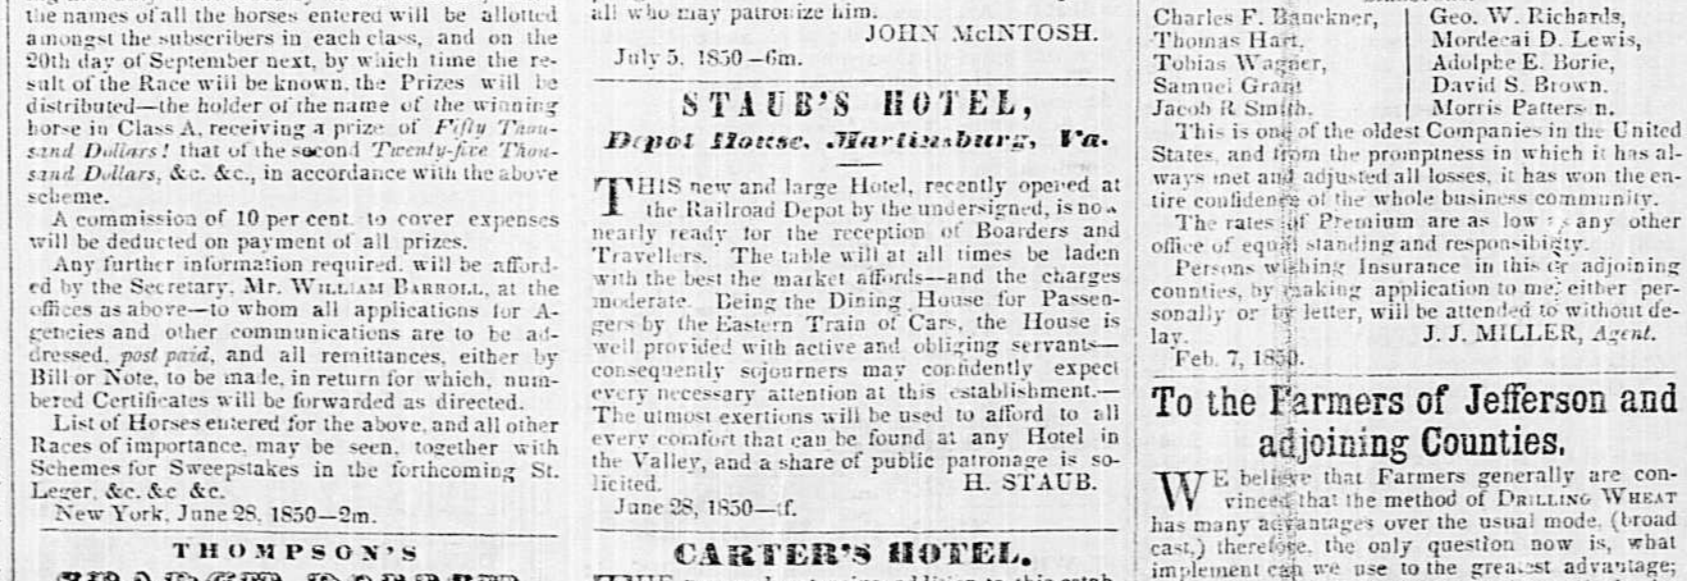 the names of all the horses entered will be allotted
amongst the subscribers in each class, and on the
20th day of September next, by which time the re-
sult of the Race will be known, the Prizes will be
distributed—the holder of the name of the winning
horse in Class A, receiving a prize of Fifty Thou-
sand Dollars! that of the second Twenty-five Thou-
sand Dollars, &c. &c., in accordance with the above
scheme.
A commission of 10 per cent. to cover expenses
will be deducted on payment of all prizes.
Any further information required, will be afford-
ed by the Secretary, Mr. WILLIAM BARROLL, at the
offices as above—to whom all applications for A-
gencies and other communications are to be ad-
dressed, post paid, and all remittances, either by
Bill or Note, to be made, in return for which, num-
bered Certificates will be forwarded as directed.
List of Horses entered for the above, and all other
Races of importance, may be seen, together with
Schemes for Sweepstakes in the forthcoming St.
Leger, &c. &c &c.
New York, June 28, 1850—2m.
THOMPSON'S
all who may patronize him.
JOHN McINTOSH.
July 5, 1850—6m.
STAUB'S HOTEL,
Depot House, Martinsburg, Va.
THIS new and large Hotel, recently opened at
the Railroad Depot by the undersigned, is now
nearly ready for the reception of Boarders and
Travellers. The table will at all times be laden
with the best the market affords—and the charges
moderate. Being the Dining House for Passen-
gers by the Eastern Train of Cars, the House is
well provided with active and obliging servants—
consequently sojourners may confidently expect
every necessary attention at this establishment.—
The utmost exertions will be used to afford to all
every comfort that can be found at any Hotel in
the Valley, and a share of public patronage is so-
licited. H. STAUB.
June 28, 1850—tf.
CARTER'S HOTEL.
Charles F. Banckner, Geo. W. Richards,
Thomas Hart, Mordecai D. Lewis,
Tobias Wagner, Adolphe E. Borie,
Samuel Grant David S. Brown.
Jacob R Smith. Morris Patters n.
This is one of the oldest Companies in the United
States, and from the promptness in which it has al-
ways met and adjusted all losses, it has won the en-
tire confidence of the whole business community.
The rates of Premium are as low as any other
office of equal standing and responsibility.
Persons wishing Insurance in this or adjoining
counties, by making application to me, either per-
sonally or by letter, will be attended to without de-
lay. J. J. MILLER, Agent.
Feb. 7, 1850.
To the Farmers of Jefferson and
adjoining Counties.
WE believe that Farmers generally are con-
vinced that the method of DRILLING WHEAT
has many advantages over the usual mode, (broad
cast,) therefore, the only question now is, what
implement can we use to the greatest advantage;